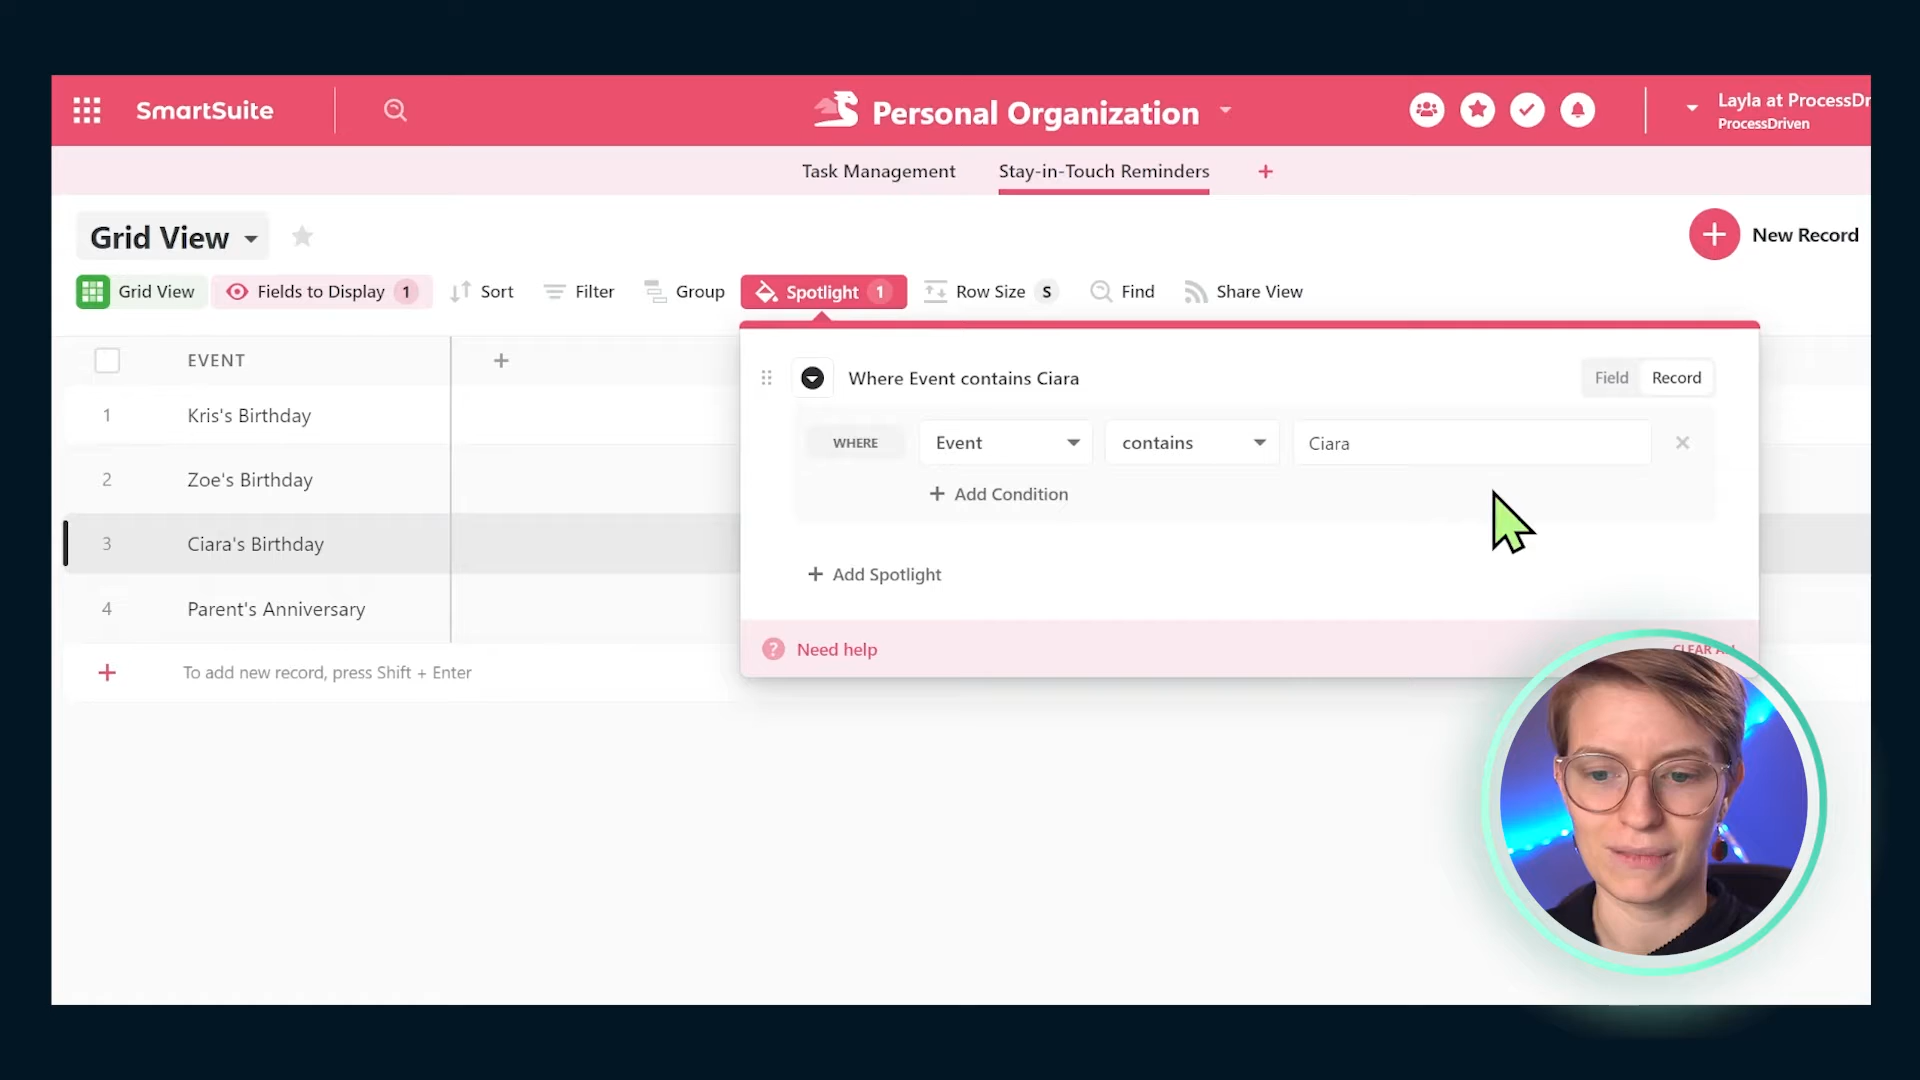 SmartSuite
Personal Organization
Layla at ProcessDr
ProcessDriven
Task Management
Stay-in-Touch Reminders
+
Grid View
New Record
Grid View
Fields to Display 1
Sort
Filter
Group
Spotlight 1
Row Size S
Find
Share View
EVENT
+
1 Kris's Birthday
2 Zoe's Birthday
3 Ciara's Birthday
4 Parent's Anniversary
+ To add new record, press Shift + Enter
Where Event contains Ciara
Field Record
WHERE Event contains Ciara
+ Add Condition
+ Add Spotlight
? Need help
CLEAR